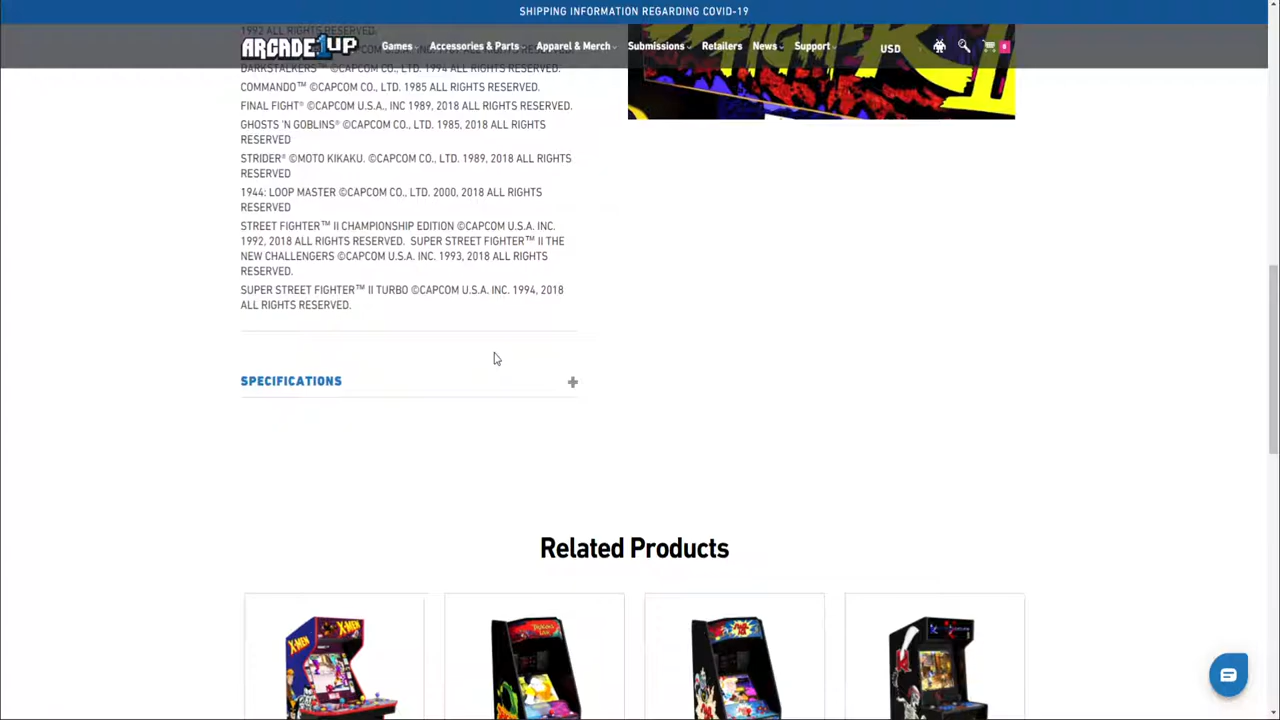 SHIPPING INFORMATION REGARDING COVID-19
1992 ALL RIGHTS RESERVED.
ARCADE1UP
Games
Accessories & Parts
Apparel & Merch
Submissions
Retailers
News
Support
USD
0
DARKSTALKERS™ ©CAPCOM CO., LTD. 1994 ALL RIGHTS RESERVED.
COMMANDO™ ©CAPCOM CO., LTD. 1985 ALL RIGHTS RESERVED.
FINAL FIGHT® ©CAPCOM U.S.A., INC 1989, 2018 ALL RIGHTS RESERVED.
GHOSTS 'N GOBLINS® ©CAPCOM CO., LTD. 1985, 2018 ALL RIGHTS
RESERVED
STRIDER® ©MOTO KIKAKU. ©CAPCOM CO., LTD. 1989, 2018 ALL RIGHTS
RESERVED
1944: LOOP MASTER ©CAPCOM CO., LTD. 2000, 2018 ALL RIGHTS
RESERVED
STREET FIGHTER™ II CHAMPIONSHIP EDITION ©CAPCOM U.S.A. INC.
1992, 2018 ALL RIGHTS RESERVED. SUPER STREET FIGHTER™ II THE
NEW CHALLENGERS ©CAPCOM U.S.A. INC. 1993, 2018 ALL RIGHTS
RESERVED.
SUPER STREET FIGHTER™ II TURBO ©CAPCOM U.S.A. INC. 1994, 2018
ALL RIGHTS RESERVED.
SPECIFICATIONS
Related Products
X-MEN